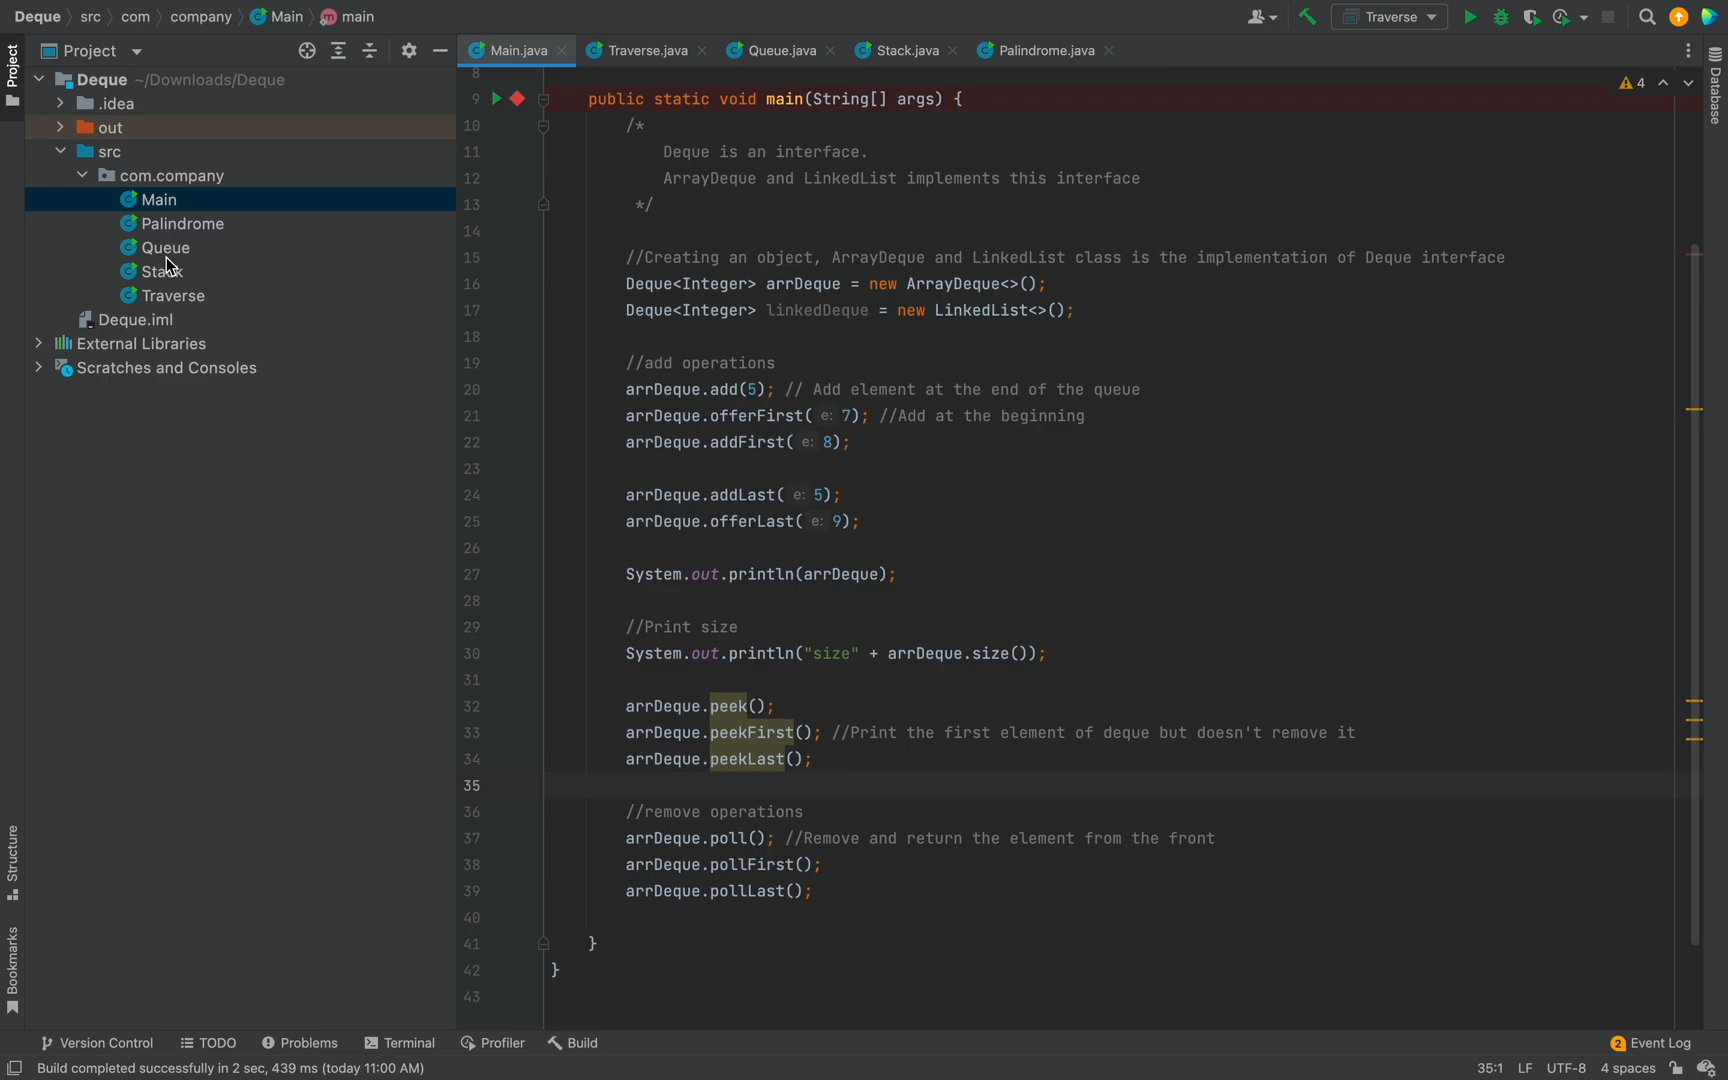 Deque src com company Main main
Traverse
Project
Main.java Traverse.java Queue.java Stack.java Palindrome.java
Project
Database
Deque ~/Downloads/Deque
.idea
out
src
com.company
Main
Palindrome
Queue
Stack
Traverse
Deque.iml
External Libraries
Scratches and Consoles
4
8
9 public static void main(String[] args) {
10 /*
11 Deque is an interface.
12 ArrayDeque and LinkedList implements this interface
13 */
14
15 //Creating an object, ArrayDeque and LinkedList class is the implementation of Deque interface
16 Deque<Integer> arrDeque = new ArrayDeque<>();
17 Deque<Integer> linkedDeque = new LinkedList<>();
18
19 //add operations
20 arrDeque.add(5); // Add element at the end of the queue
21 arrDeque.offerFirst( e: 7); //Add at the beginning
22 arrDeque.addFirst( e: 8);
23
24 arrDeque.addLast( e: 5);
25 arrDeque.offerLast( e: 9);
26
27 System.out.println(arrDeque);
28
29 //Print size
30 System.out.println("size" + arrDeque.size());
31
32 arrDeque.peek();
33 arrDeque.peekFirst(); //Print the first element of deque but doesn't remove it
34 arrDeque.peekLast();
35
36 //remove operations
37 arrDeque.poll(); //Remove and return the element from the front
38 arrDeque.pollFirst();
39 arrDeque.pollLast();
40
41 }
42 }
43
Structure
Bookmarks
Version Control TODO Problems Terminal Profiler Build 2 Event Log
Build completed successfully in 2 sec, 439 ms (today 11:00 AM) 35:1 LF UTF-8 4 spaces